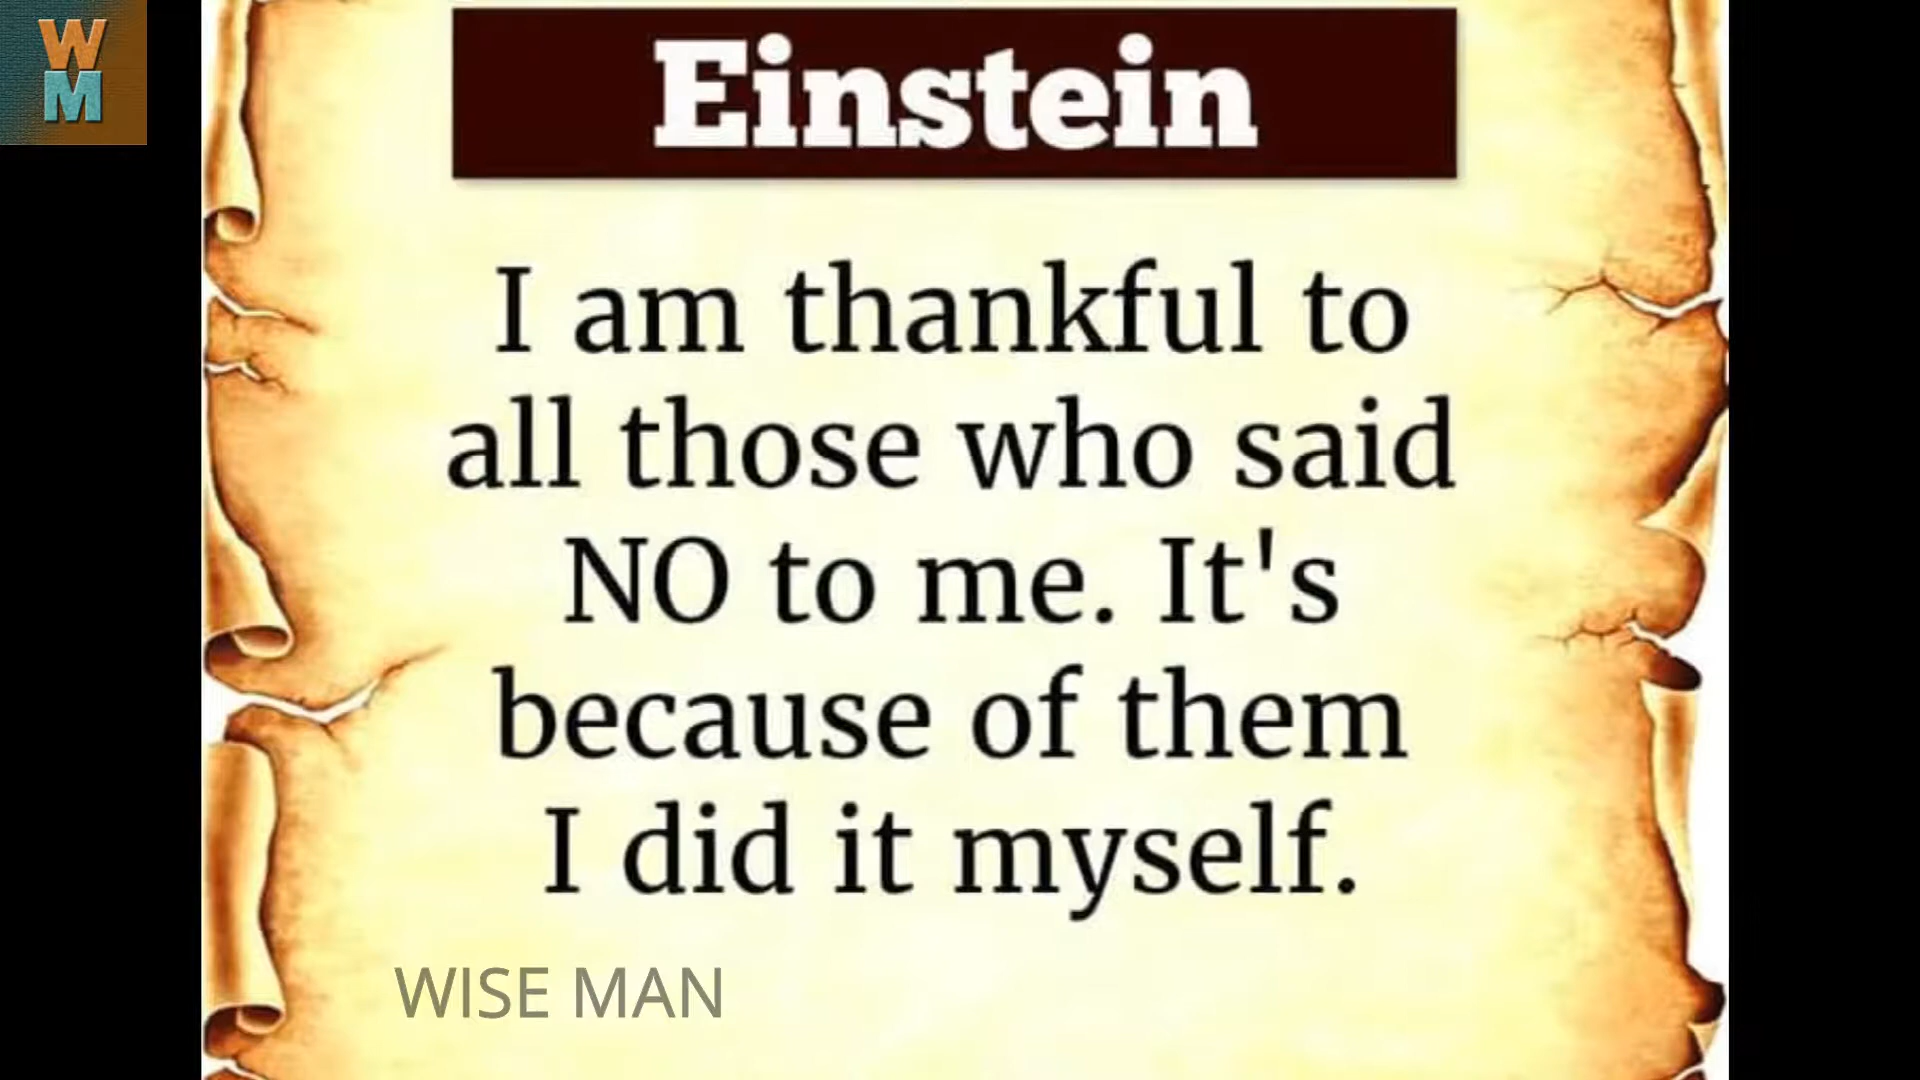 W
M
Einstein
I am thankful to
all those who said
NO to me. It's
because of them
I did it myself.
WISE MAN